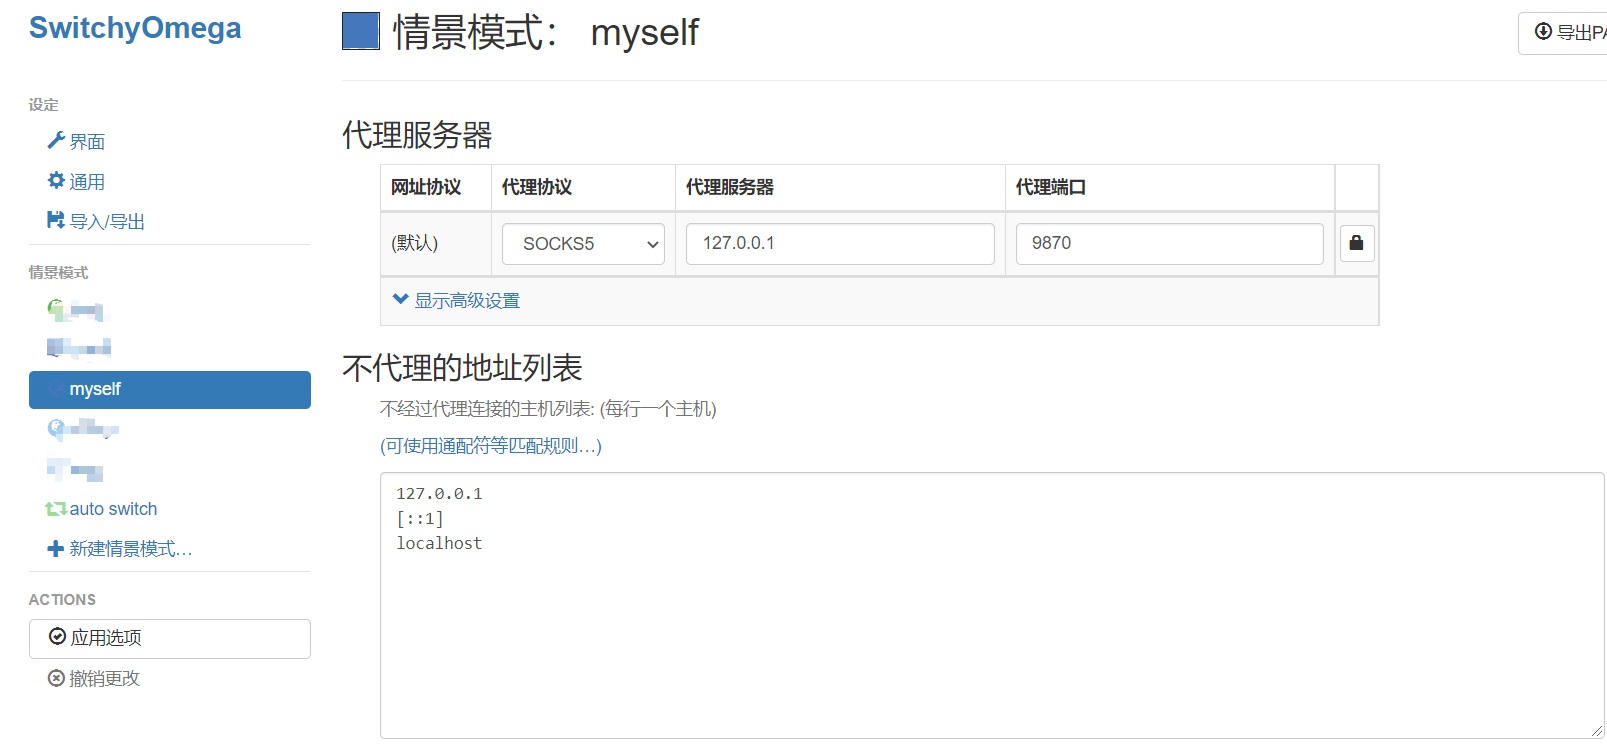 SwitchyOmega
设定
界面
通用
导入/导出
情景模式
myself
auto switch
新建情景模式…
ACTIONS
应用选项
撤销更改
情景模式： myself
导出PA
代理服务器
网址协议 代理协议 代理服务器 代理端口
(默认) SOCKS5 127.0.0.1 9870
显示高级设置
不代理的地址列表
不经过代理连接的主机列表: (每行一个主机)
(可使用通配符等匹配规则…)
127.0.0.1
[::1]
localhost